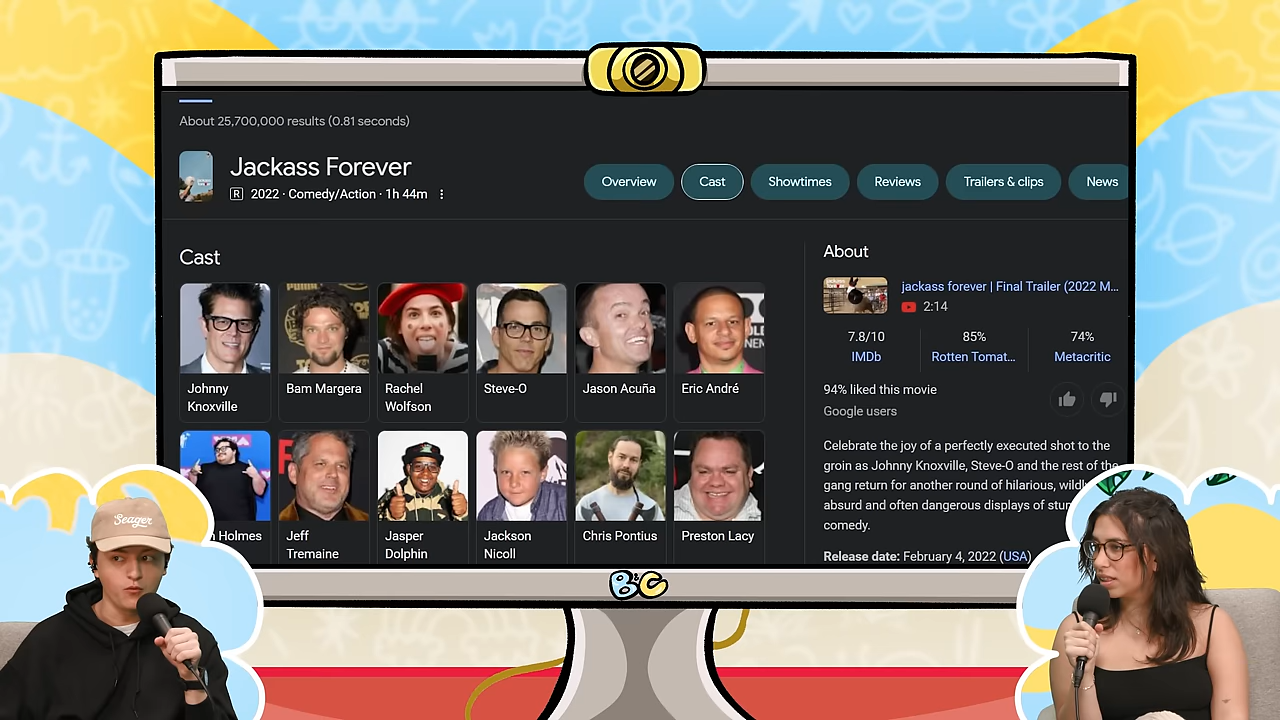 About 25,700,000 results (0.81 seconds)
Jackass Forever
R 2022 · Comedy/Action · 1h 44m
Overview
Cast
Showtimes
Reviews
Trailers & clips
News
Cast
Johnny Knoxville
Bam Margera
Rachel Wolfson
Steve-O
Jason Acuña
Eric André
Holmes
Jeff Tremaine
Jasper Dolphin
Jackson Nicoll
Chris Pontius
Preston Lacy
About
jackass forever | Final Trailer (2022 M...
2:14
7.8/10
IMDb
85%
Rotten Tomat...
74%
Metacritic
94% liked this movie
Google users
Celebrate the joy of a perfectly executed shot to the
groin as Johnny Knoxville, Steve-O and the rest of the
gang return for another round of hilarious, wildly
absurd and often dangerous displays of
comedy.
Release date: February 4, 2022 (USA)
Seager
B&C